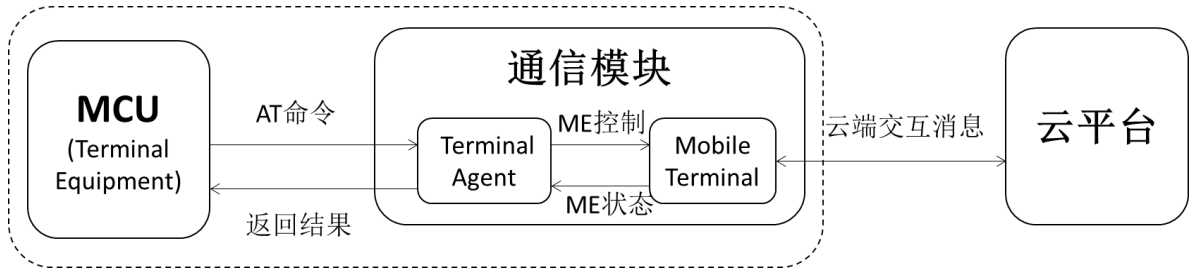 MCU
(Terminal
Equipment)
AT命令
返回结果
通信模块
Terminal
Agent
ME控制
ME状态
Mobile
Terminal
云端交互消息
云平台